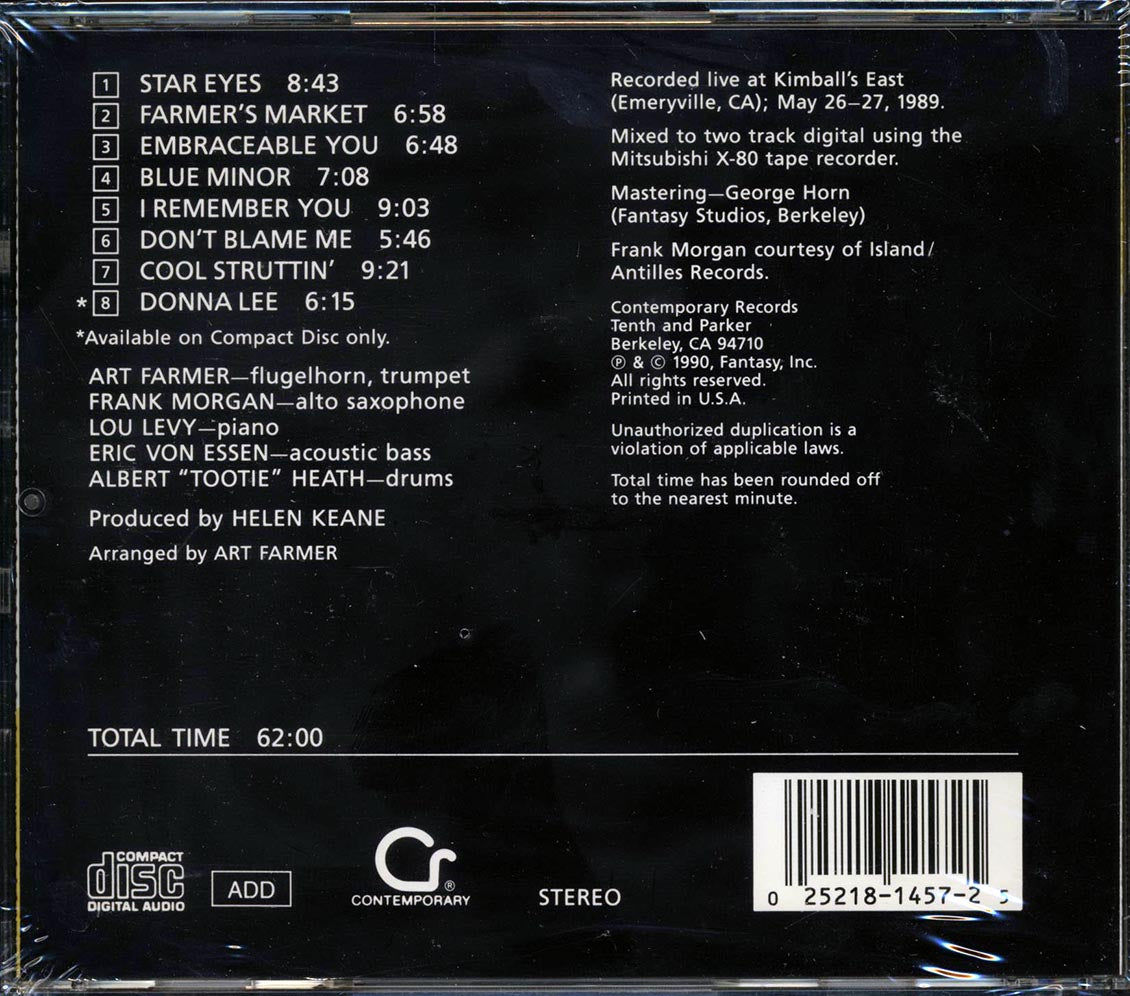 1 STAR EYES 8:43
2 FARMER'S MARKET 6:58
3 EMBRACEABLE YOU 6:48
4 BLUE MINOR 7:08
5 I REMEMBER YOU 9:03
6 DON'T BLAME ME 5:46
7 COOL STRUTTIN' 9:21
*8 DONNA LEE 6:15
*Available on Compact Disc only.
ART FARMER—flugelhorn, trumpet
FRANK MORGAN—alto saxophone
LOU LEVY—piano
ERIC VON ESSEN—acoustic bass
ALBERT “TOOTIE” HEATH—drums
Produced by HELEN KEANE
Arranged by ART FARMER
Recorded live at Kimball's East
(Emeryville, CA); May 26–27, 1989.
Mixed to two track digital using the
Mitsubishi X-80 tape recorder.
Mastering—George Horn
(Fantasy Studios, Berkeley)
Frank Morgan courtesy of Island/
Antilles Records.
Contemporary Records
Tenth and Parker
Berkeley, CA 94710
℗ & © 1990, Fantasy, Inc.
All rights reserved.
Printed in U.S.A.
Unauthorized duplication is a
violation of applicable laws.
Total time has been rounded off
to the nearest minute.
TOTAL TIME 62:00
COMPACT
disc
DIGITAL AUDIO
ADD
Cr®
CONTEMPORARY
STEREO
0 25218-1457-2 5